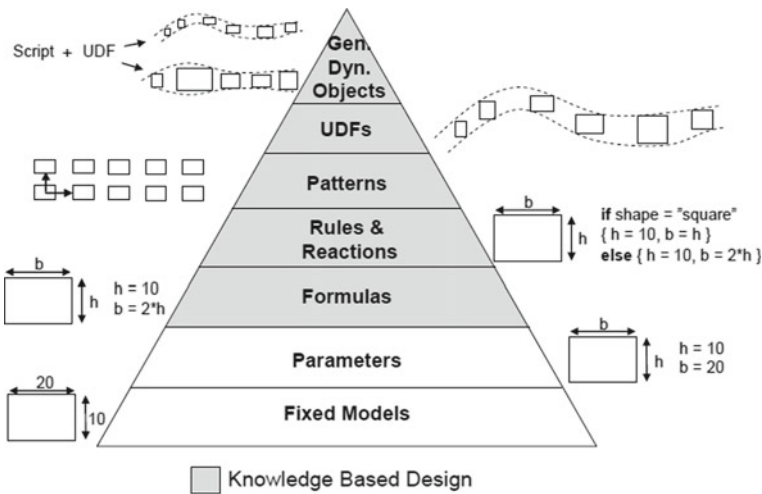 Script + UDF
Gen.
Dyn.
Objects
UDFs
Patterns
b
h
if shape = "square"
{ h = 10, b = h }
else { h = 10, b = 2*h }
Rules &
Reactions
b
h
h = 10
b = 2*h
Formulas
b
h
h = 10
b = 20
Parameters
20
10
Fixed Models
Knowledge Based Design